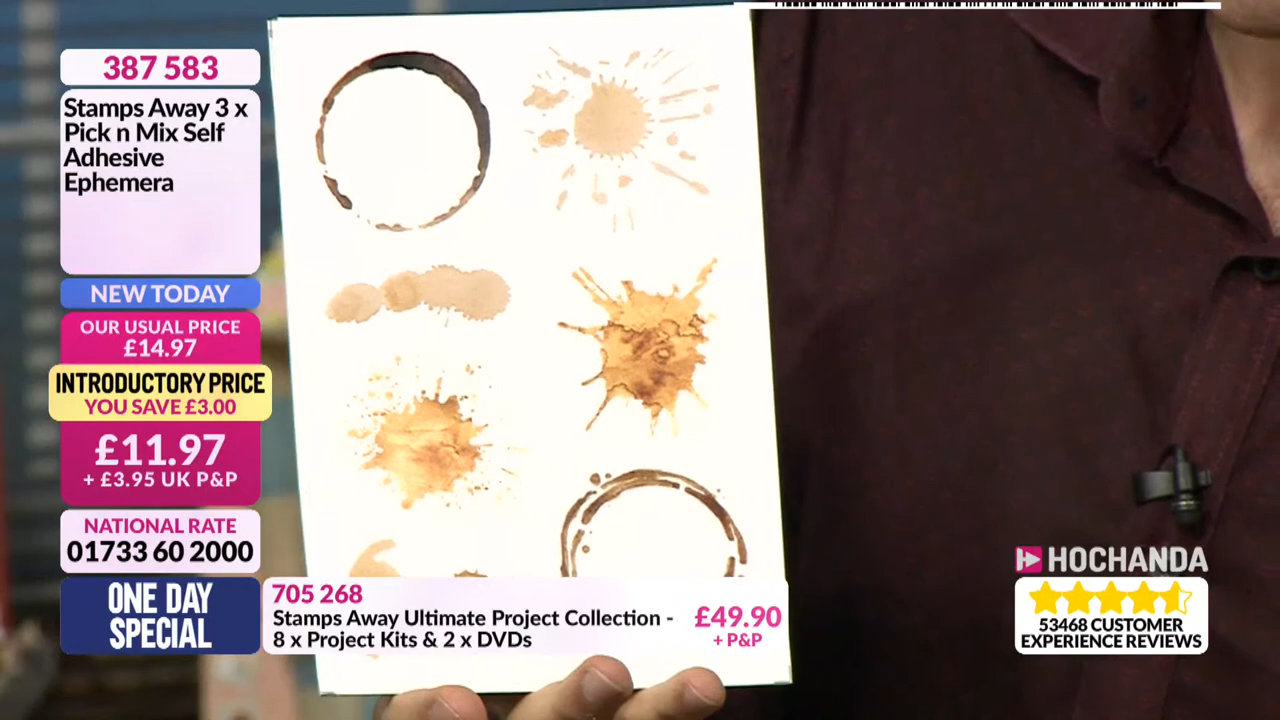 387 583
Stamps Away 3 x
Pick n Mix Self
Adhesive
Ephemera
NEW TODAY
OUR USUAL PRICE
£14.97
INTRODUCTORY PRICE
YOU SAVE £3.00
£11.97
+ £3.95 UK P&P
NATIONAL RATE
01733 60 2000
ONE DAY
SPECIAL
705 268
Stamps Away Ultimate Project Collection -
8 x Project Kits & 2 x DVDs
£49.90
+ P&P
HOCHANDA
53468 CUSTOMER
EXPERIENCE REVIEWS